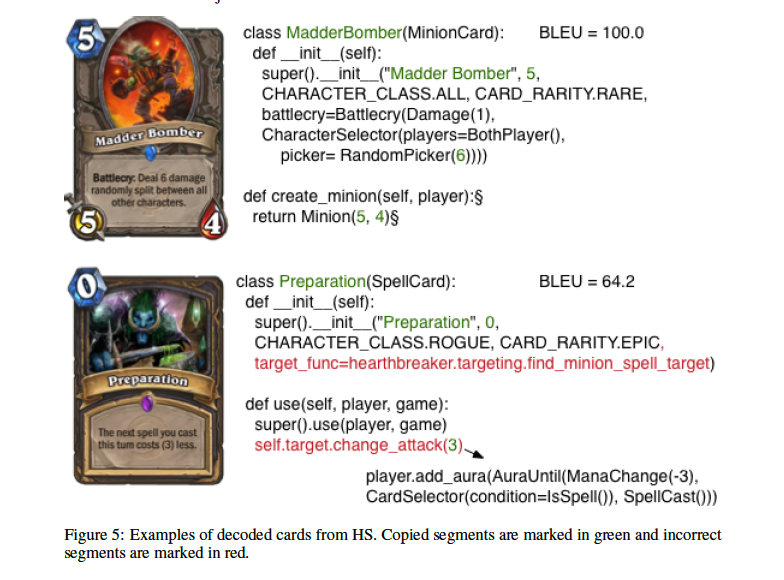 5
Madder Bomber
Battlecry: Deal 6 damage
randomly split between all
other characters.
5
4
class MadderBomber(MinionCard): BLEU = 100.0
def __init__(self):
super().__init__("Madder Bomber", 5,
CHARACTER_CLASS.ALL, CARD_RARITY.RARE,
battlecry=Battlecry(Damage(1),
CharacterSelector(players=BothPlayer(),
picker= RandomPicker(6))))
def create_minion(self, player):§
return Minion(5, 4)§
0
Preparation
The next spell you cast
this turn costs (3) less.
class Preparation(SpellCard): BLEU = 64.2
def __init__(self):
super().__init__("Preparation", 0,
CHARACTER_CLASS.ROGUE, CARD_RARITY.EPIC,
target_func=hearthbreaker.targeting.find_minion_spell_target)
def use(self, player, game):
super().use(player, game)
self.target.change_attack(3)
player.add_aura(AuraUntil(ManaChange(-3),
CardSelector(condition=IsSpell()), SpellCast()))
Figure 5: Examples of decoded cards from HS. Copied segments are marked in green and incorrect
segments are marked in red.